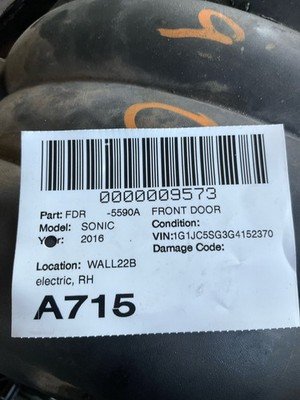 0000009573
Part: FDR -5590A FRONT DOOR
Model: SONIC Condition:
Year: 2016 VIN:1G1JC5SG3G4152370
Damage Code:
Location: WALL22B
electric, RH
A715